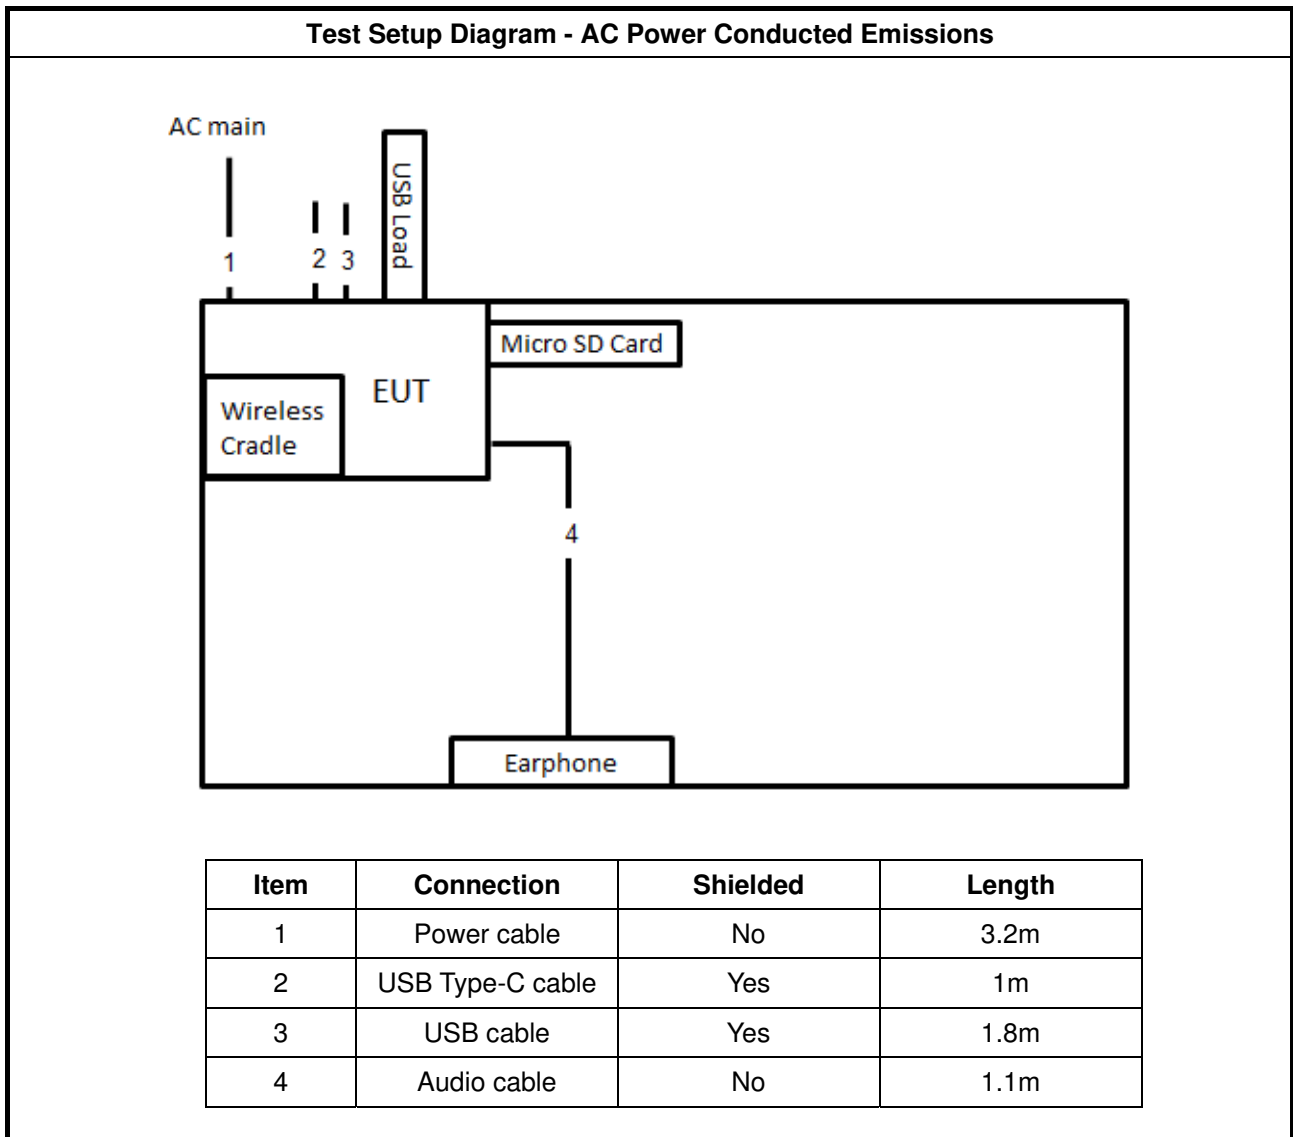 Test Setup Diagram - AC Power Conducted Emissions
AC main
USB Load
1
2
3
Micro SD Card
EUT
Wireless
Cradle
4
Earphone
Item Connection Shielded Length
1 Power cable No 3.2m
2 USB Type-C cable Yes 1m
3 USB cable Yes 1.8m
4 Audio cable No 1.1m